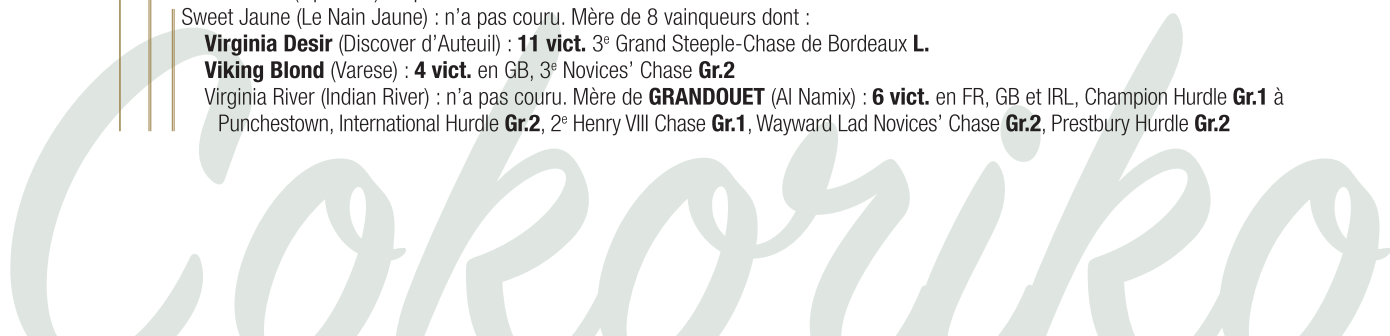 Sweet Jaune (Le Nain Jaune) : n'a pas couru. Mère de 8 vainqueurs dont :
Virginia Desir (Discover d'Auteuil) : 11 vict. 3e Grand Steeple-Chase de Bordeaux L.
Viking Blond (Varese) : 4 vict. en GB, 3e Novices' Chase Gr.2
Virginia River (Indian River) : n'a pas couru. Mère de GRANDOUET (Al Namix) : 6 vict. en FR, GB et IRL, Champion Hurdle Gr.1 à
Punchestown, International Hurdle Gr.2, 2e Henry VIII Chase Gr.1, Wayward Lad Novices' Chase Gr.2, Prestbury Hurdle Gr.2
Cokoriko